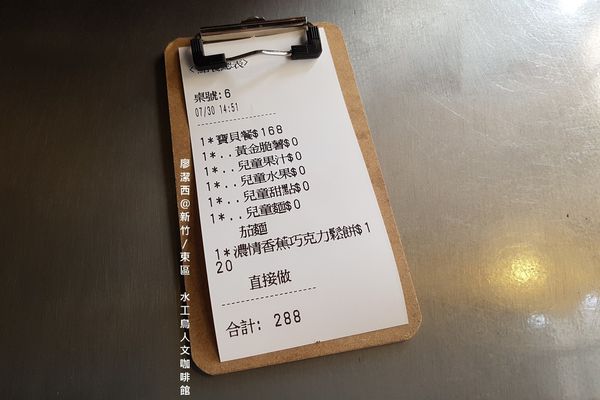 桌號:6
07/30 14:51
1*寶貝餐$168
1*..黃金脆薯$0
1*..兒童果汁$0
1*..兒童水果$0
1*..兒童甜點$0
1*..兒童麵$0
茄麵
1*濃情香蕉巧克力鬆餅$1
20
直接做
合計: 288
廖潔西@新竹/東區 水工鳥人文咖啡館